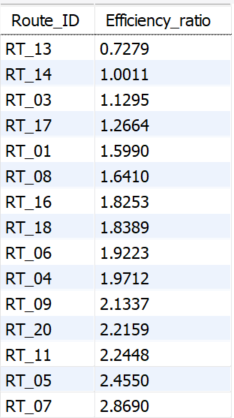 Route_ID Efficiency_ratio
RT_13 0.7279
RT_14 1.0011
RT_03 1.1295
RT_17 1.2664
RT_01 1.5990
RT_08 1.6410
RT_16 1.8253
RT_18 1.8389
RT_06 1.9223
RT_04 1.9712
RT_09 2.1337
RT_20 2.2159
RT_11 2.2448
RT_05 2.4550
RT_07 2.8690